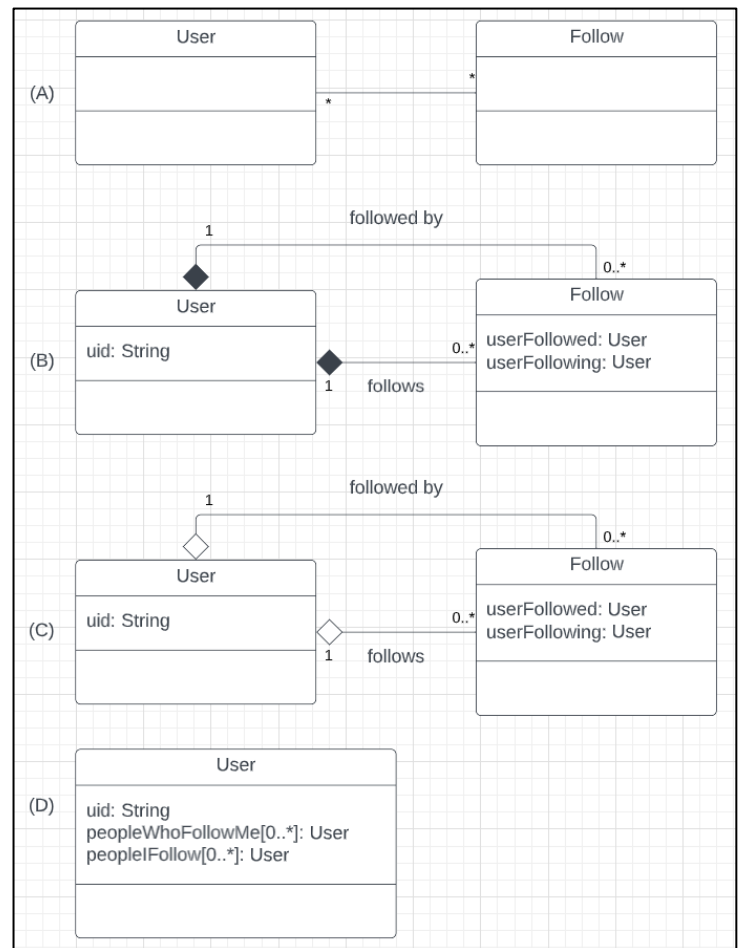 User
Follow
(A)
*
*
followed by
1
0..*
User
Follow
(B)
uid: String
0..*
userFollowed: User
userFollowing: User
1
follows
followed by
1
0..*
User
Follow
(C)
uid: String
0..*
userFollowed: User
userFollowing: User
1
follows
User
(D)
uid: String
peopleWhoFollowMe[0..*]: User
peopleIFollow[0..*]: User